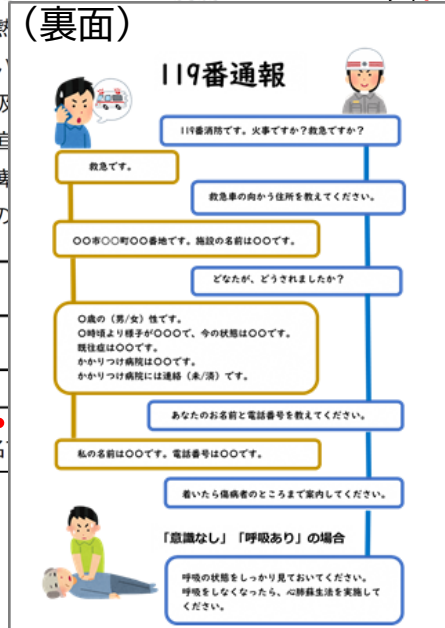 （裏面）
119番通報
119番消防です。火事ですか？救急ですか？
救急です。
救急車の向かう住所を教えてください。
〇〇市〇〇町〇〇番地です。施設の名前は〇〇です。
どなたが、どうされましたか？
〇歳の（男/女）性です。
〇時頃より様子が〇〇〇で、今の状態は〇〇です。
既往症は〇〇です。
かかりつけ病院は〇〇です。
かかりつけ病院には連絡（未/済）です。
あなたのお名前と電話番号を教えてください。
私の名前は〇〇です。電話番号は〇〇です。
着いたら傷病者のところまで案内してください。
「意識なし」「呼吸あり」の場合
呼吸の状態をしっかり見ておいてください。
呼吸をしなくなったら、心肺蘇生法を実施して
ください。